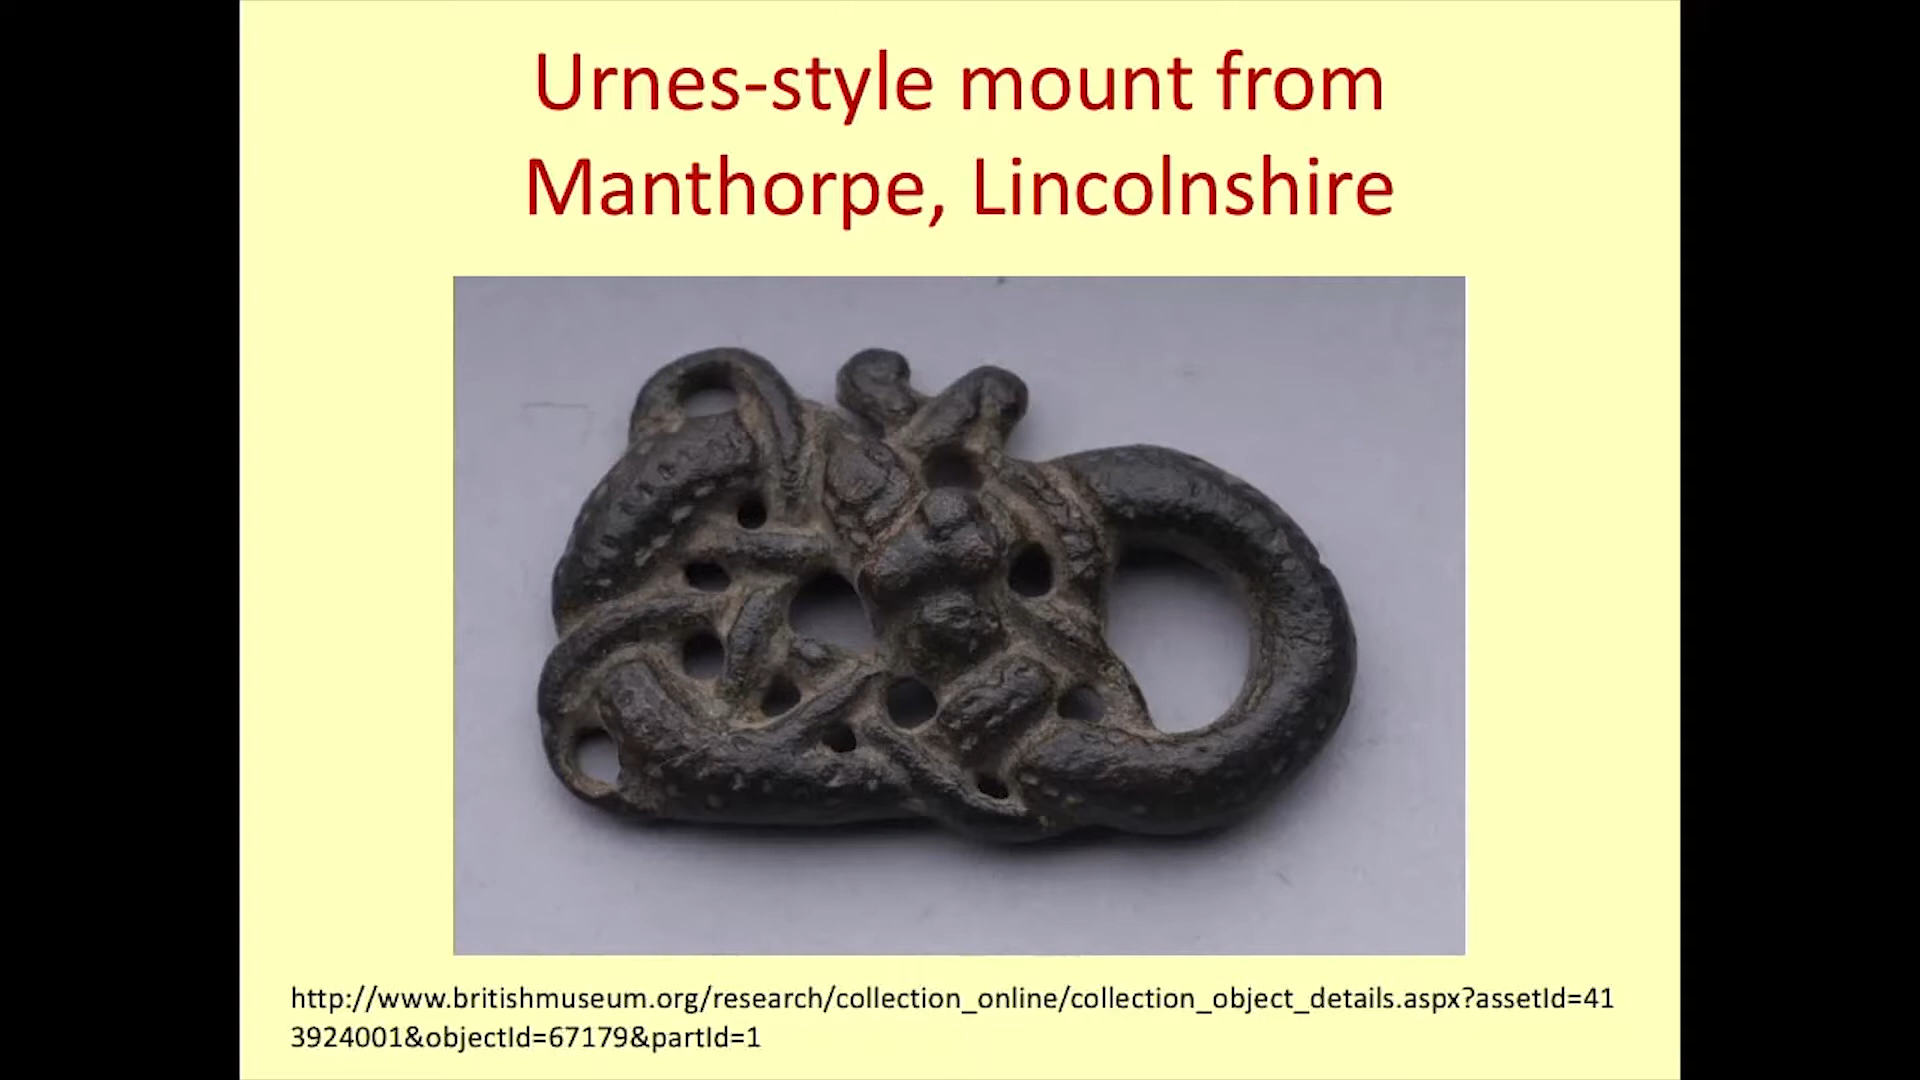 Urnes-style mount from
Manthorpe, Lincolnshire
http://www.britishmuseum.org/research/collection_online/collection_object_details.aspx?assetId=41
3924001&objectId=67179&partId=1